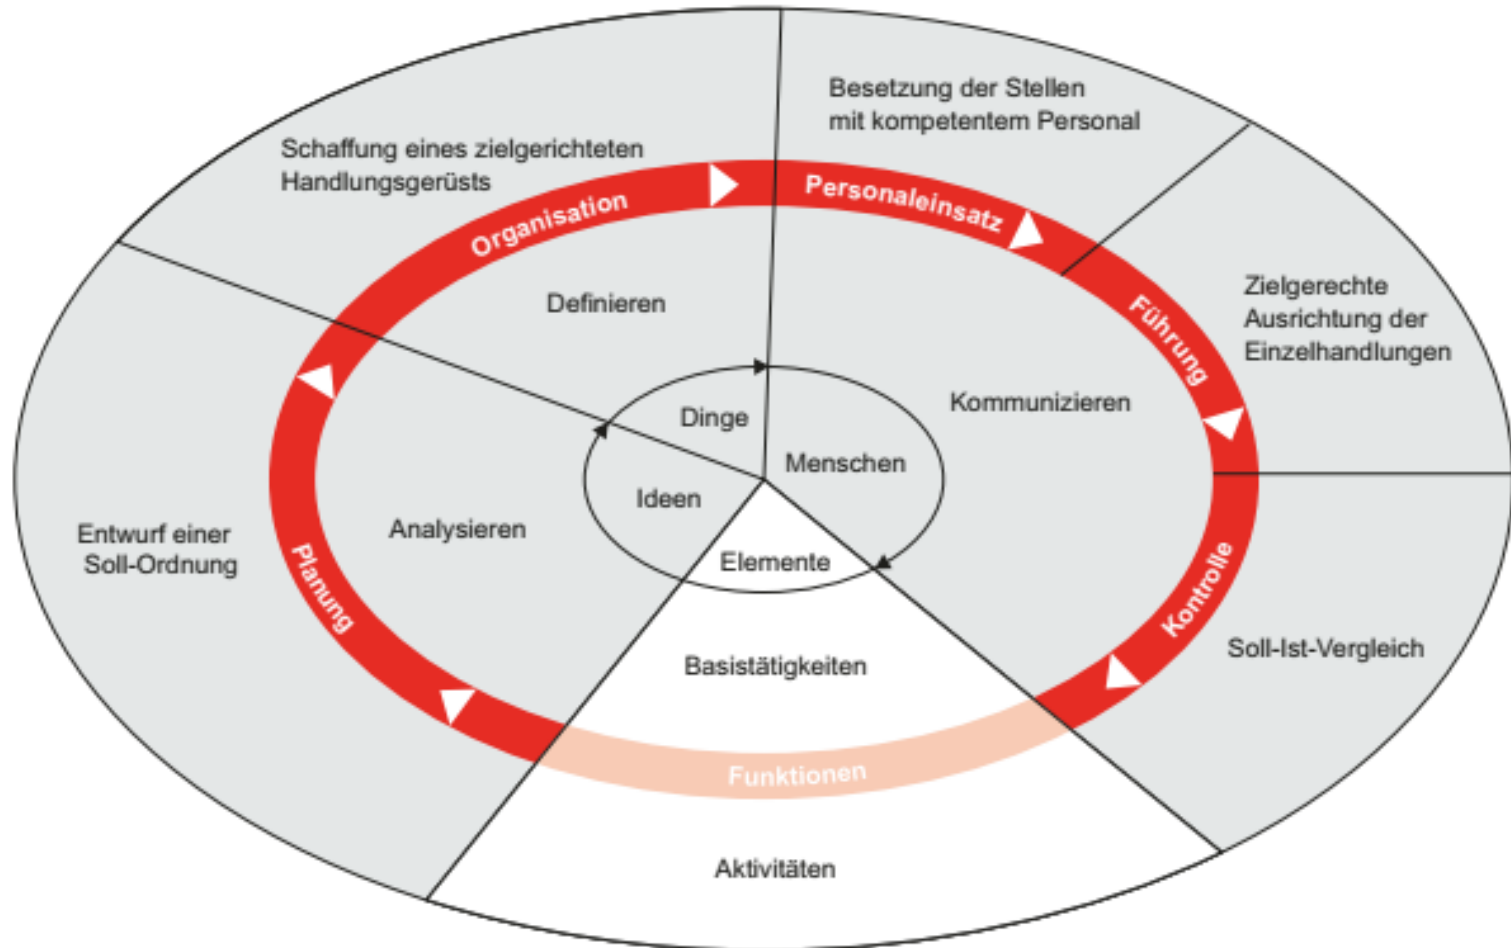 Besetzung der Stellen
mit kompetentem Personal
Schaffung eines zielgerichteten
Handlungsgerüsts
Organisation
Personaleinsatz
Definieren
Zielgerechte
Ausrichtung der
Einzelhandlungen
Führung
Kommunizieren
Dinge
Menschen
Ideen
Analysieren
Entwurf einer
Soll-Ordnung
Planung
Elemente
Kontrolle
Soll-Ist-Vergleich
Basistätigkeiten
Funktionen
Aktivitäten